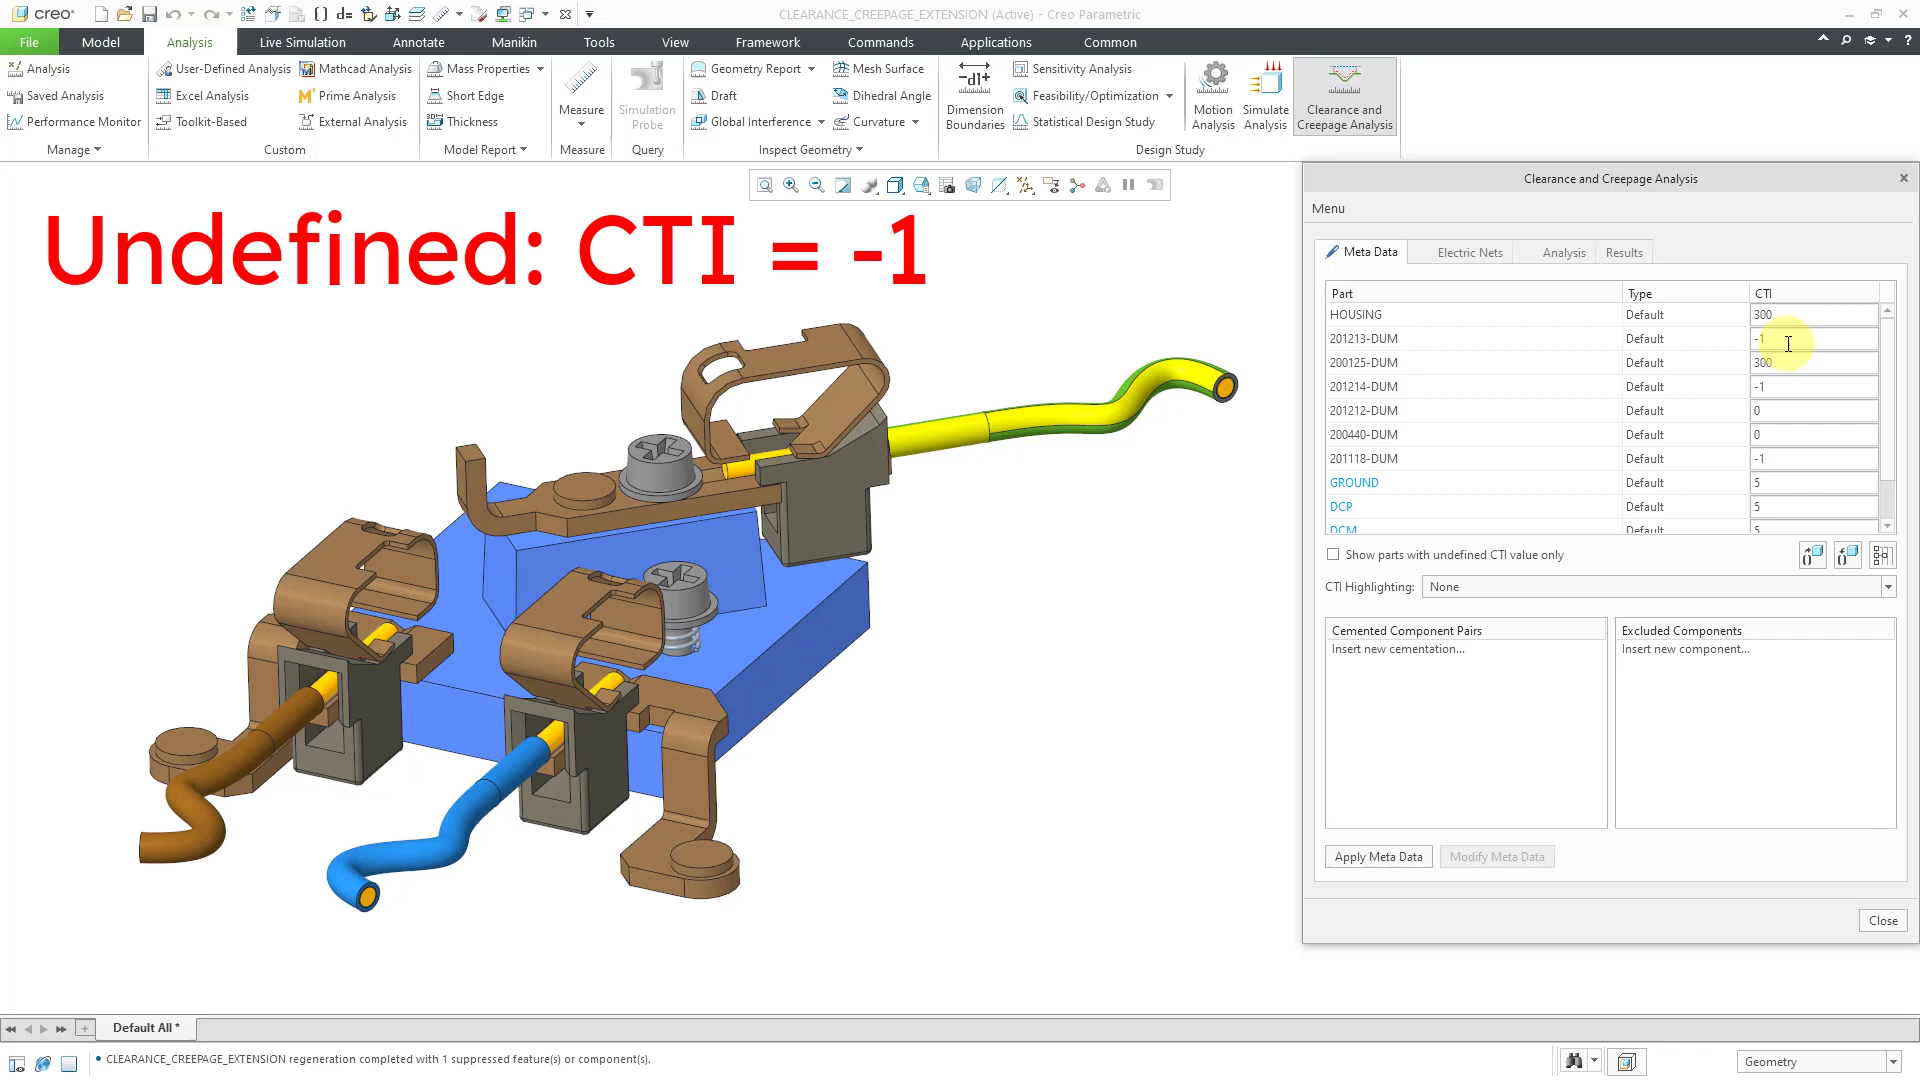 creo
CLEARANCE_CREEPAGE_EXTENSION (Active) - Creo Parametric
File
Model
Analysis
Live Simulation
Annotate
Manikin
Tools
View
Framework
Commands
Applications
Common
Analysis
Saved Analysis
Performance Monitor
Manage
User-Defined Analysis
Excel Analysis
Toolkit-Based
Mathcad Analysis
Prime Analysis
External Analysis
Custom
Mass Properties
Short Edge
Thickness
Model Report
Measure
Measure
Simulation
Probe
Query
Geometry Report
Draft
Global Interference
Mesh Surface
Dihedral Angle
Curvature
Inspect Geometry
Dimension
Boundaries
Sensitivity Analysis
Feasibility/Optimization
Statistical Design Study
Motion
Analysis
Simulate
Analysis
Clearance and
Creepage Analysis
Design Study
Undefined: CTI = -1
Clearance and Creepage Analysis
Menu
Meta Data
Electric Nets
Analysis
Results
Part Type CTI
HOUSING Default 300
201213-DUM Default -1
200125-DUM Default 300
201214-DUM Default -1
201212-DUM Default 0
200440-DUM Default 0
201118-DUM Default -1
GROUND Default 5
DCP Default 5
DCM Default 5
Show parts with undefined CTI value only
CTI Highlighting: None
Cemented Component Pairs
Insert new cementation...
Excluded Components
Insert new component...
Apply Meta Data
Modify Meta Data
Close
Default All *
CLEARANCE_CREEPAGE_EXTENSION regeneration completed with 1 suppressed feature(s) or component(s).
Geometry